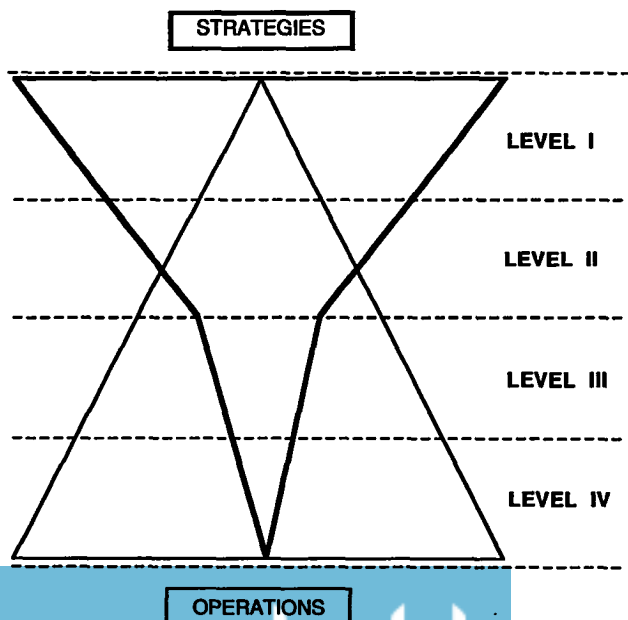 STRATEGIES
LEVEL I
LEVEL II
LEVEL III
LEVEL IV
OPERATIONS